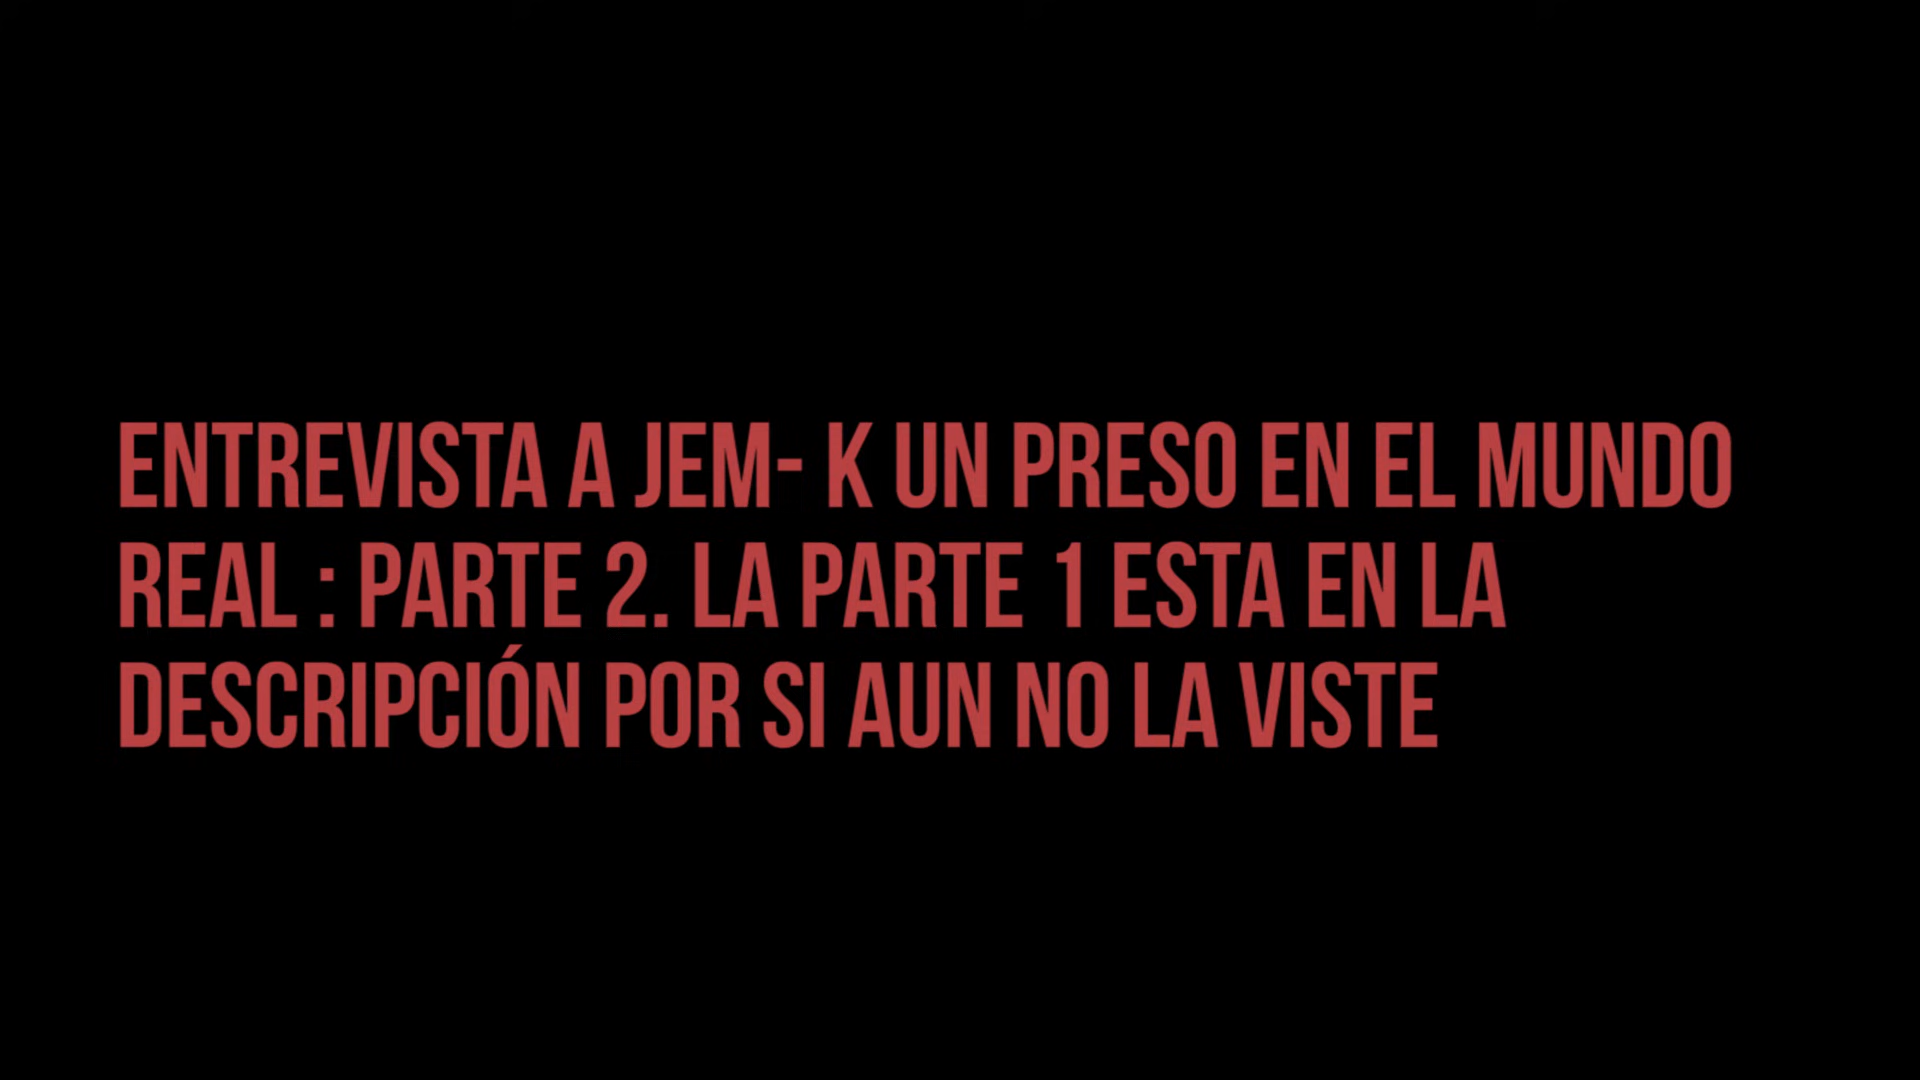 ENTREVISTA A JEM- K UN PRESO EN EL MUNDO
REAL : PARTE 2. LA PARTE 1 ESTA EN LA
DESCRIPCIÓN POR SI AUN NO LA VISTE